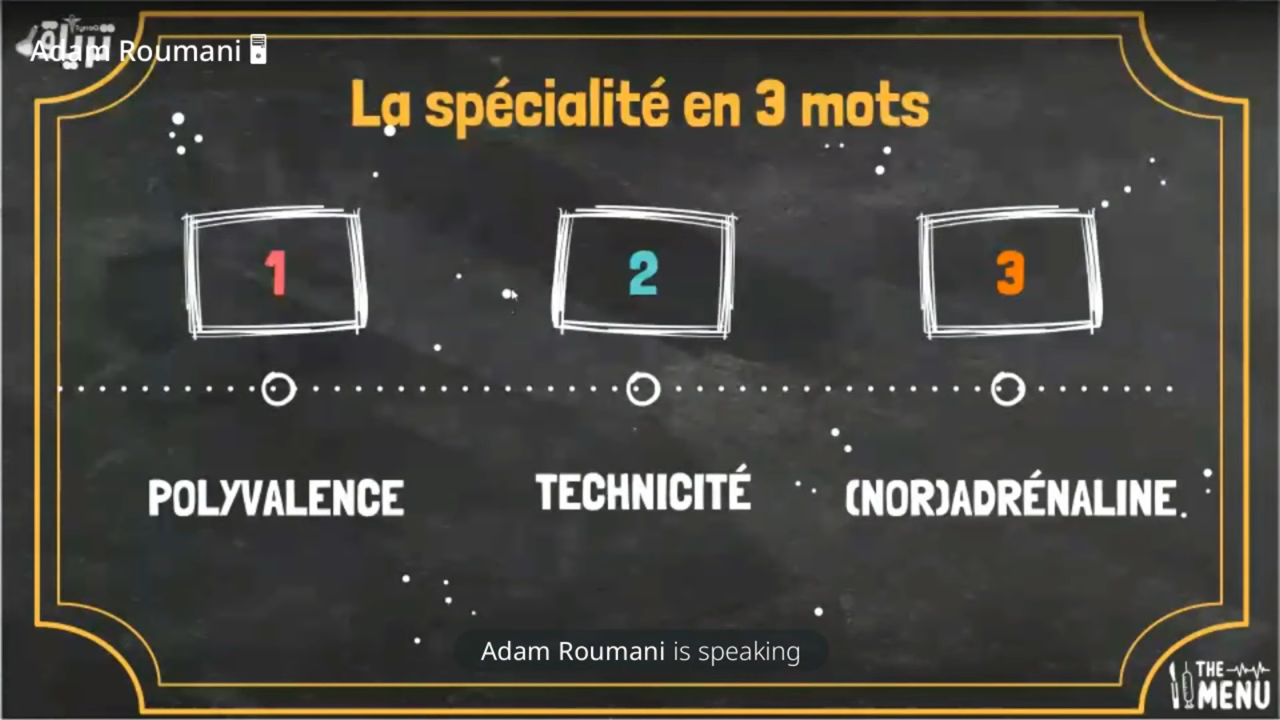 Adam Roumani
La spécialité en 3 mots
1
2
3
POLYVALENCE
TECHNICITÉ
(NOR)ADRÉNALINE.
Adam Roumani is speaking
THE
MENU